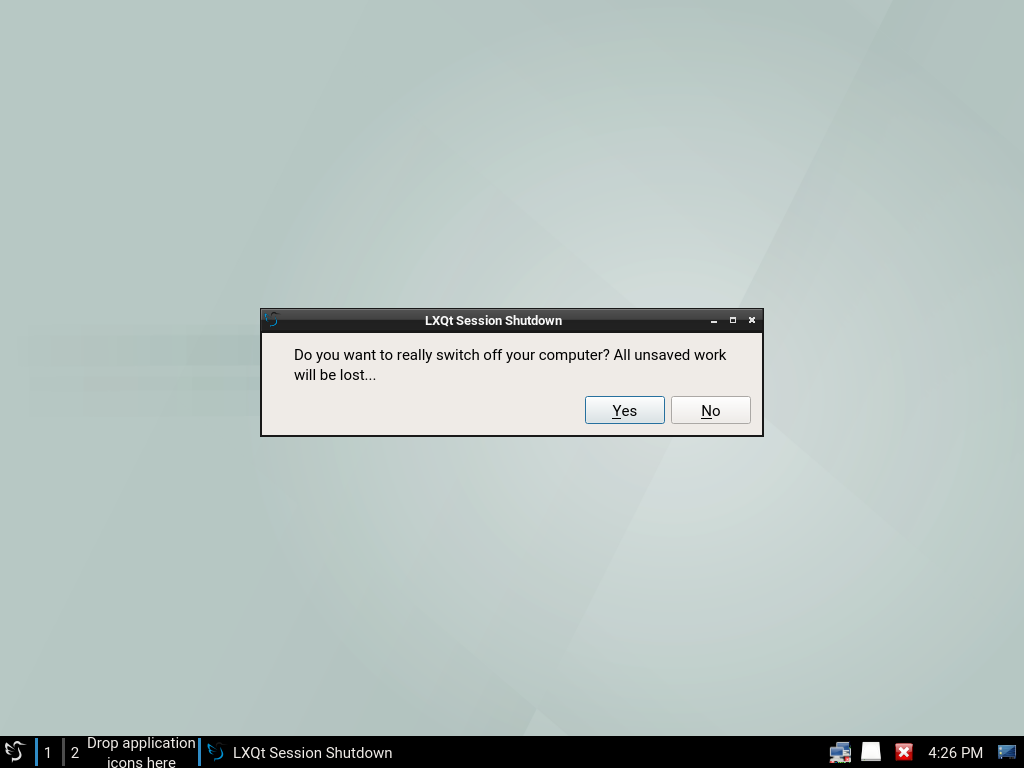 LXQt Session Shutdown
Do you want to really switch off your computer? All unsaved work
will be lost...
Yes
No
1
2
Drop application
icons here
LXQt Session Shutdown
4:26 PM